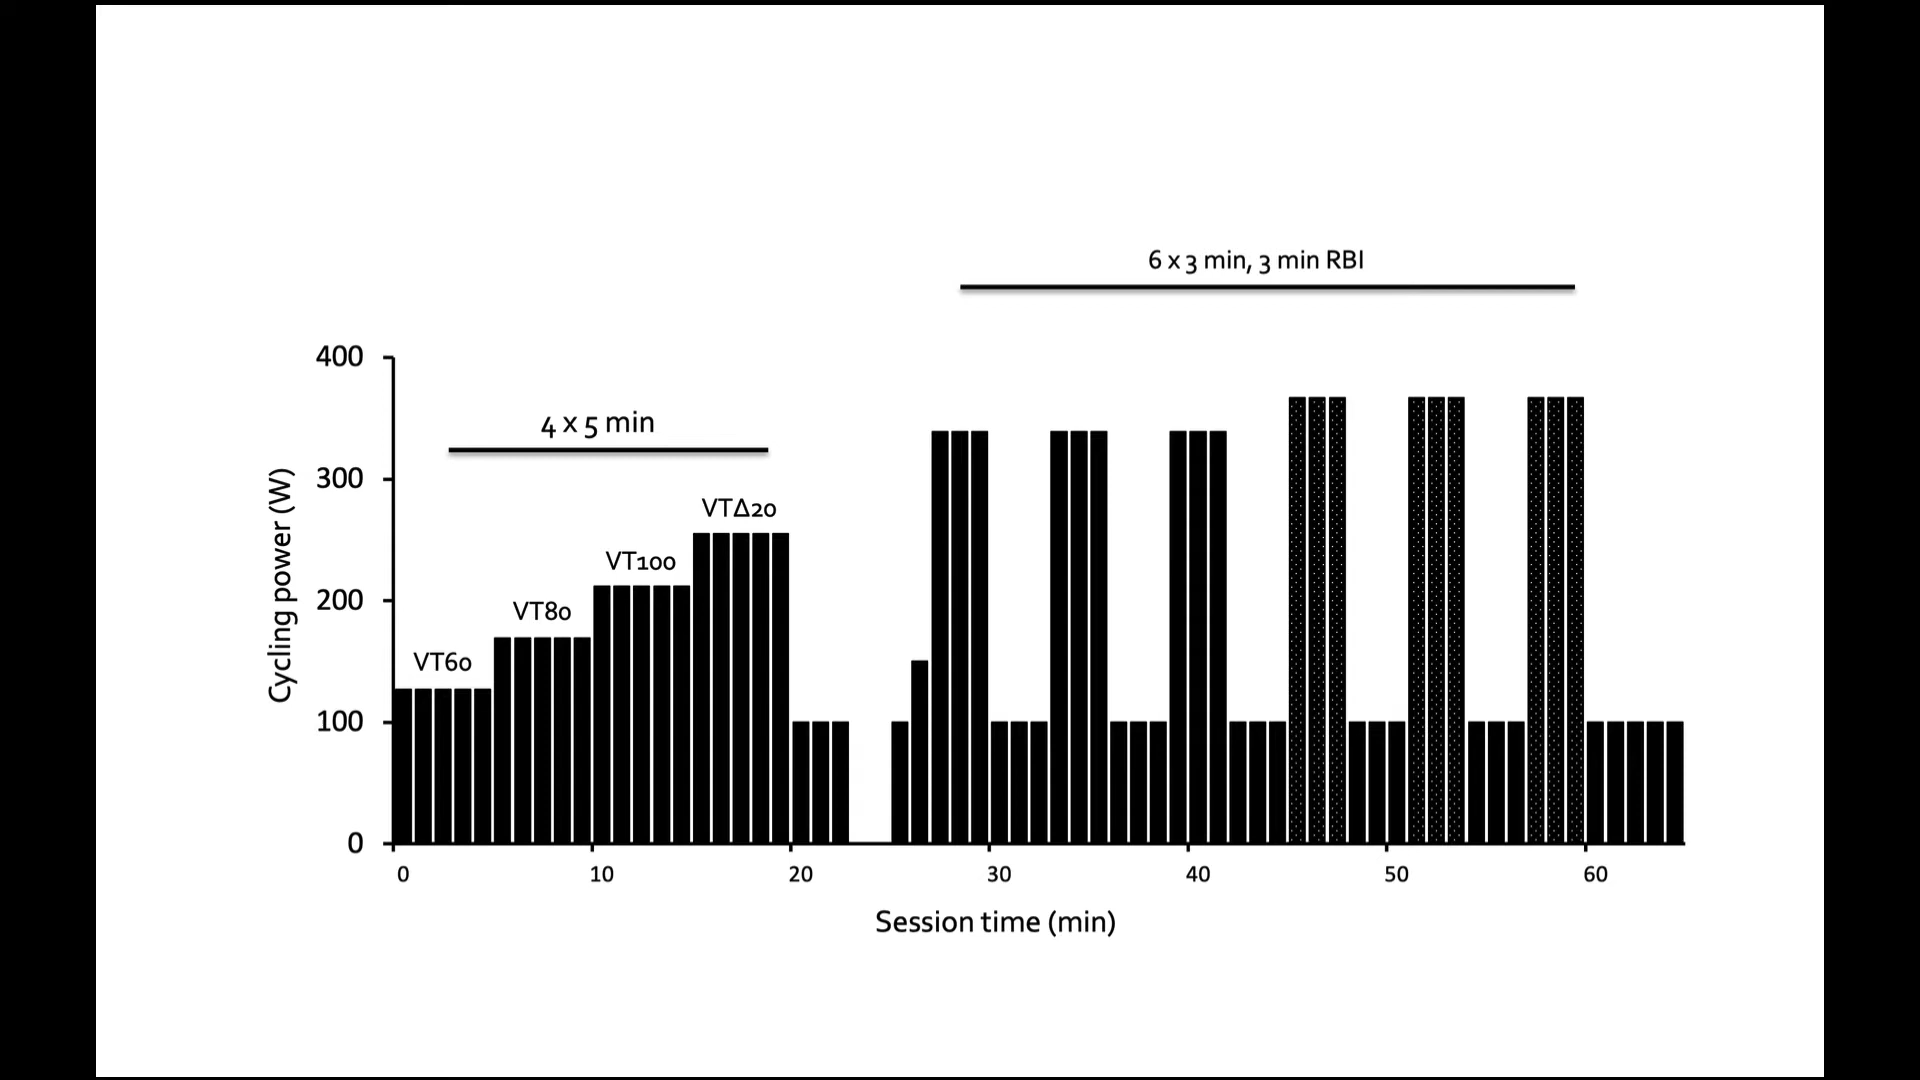 6 x 3 min, 3 min RBI
400
4 x 5 min
300
VTΔ20
VT100
200
VT80
VT60
100
0
Cycling power (W)
0 10 20 30 40 50 60
Session time (min)